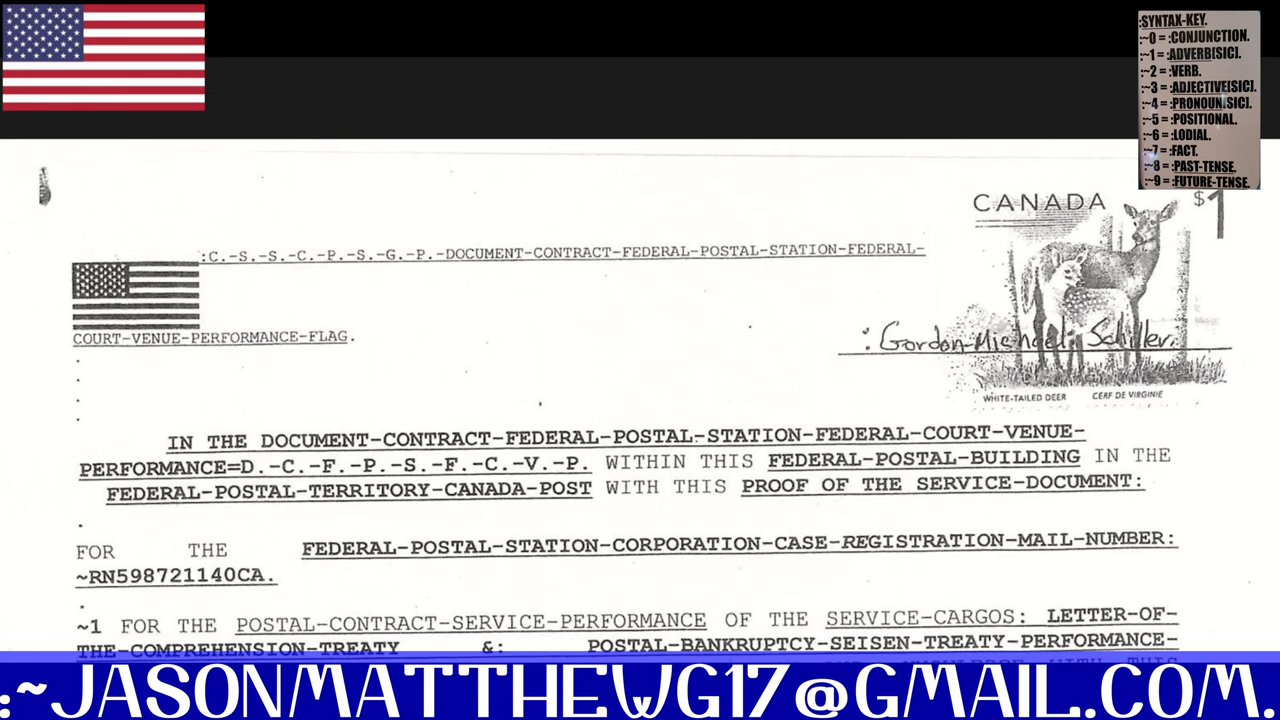 :SYNTAX-KEY.
:~0 = :CONJUNCTION.
:~1 = :ADVERB[SIC].
:~2 = :VERB.
:~3 = :ADJECTIVE[SIC].
:~4 = :PRONOUN[SIC].
:~5 = :POSITIONAL.
:~6 = :LODIAL.
:~7 = :FACT.
:~8 = :PAST-TENSE.
:~9 = :FUTURE-TENSE.
CANADA $1
:C.-S.-S.-C.-P.-S.-G.-P.-DOCUMENT-CONTRACT-FEDERAL-POSTAL-STATION-FEDERAL-
COURT-VENUE-PERFORMANCE-FLAG.
:Gordon-Michael: Schiller.
WHITE-TAILED DEER CERF DE VIRGINIE
IN THE DOCUMENT-CONTRACT-FEDERAL-POSTAL-STATION-FEDERAL-COURT-VENUE-
PERFORMANCE=D.-C.-F.-P.-S.-F.-C.-V.-P. WITHIN THIS FEDERAL-POSTAL-BUILDING IN THE
FEDERAL-POSTAL-TERRITORY-CANADA-POST WITH THIS PROOF OF THE SERVICE-DOCUMENT:
FOR THE FEDERAL-POSTAL-STATION-CORPORATION-CASE-REGISTRATION-MAIL-NUMBER:
~RN598721140CA.
~1 FOR THE POSTAL-CONTRACT-SERVICE-PERFORMANCE OF THE SERVICE-CARGOS: LETTER-OF-
THE-COMPREHENSION-TREATY &: POSTAL-BANKRUPTCY-SEISEN-TREATY-PERFORMANCE-
:~JASONMATTHEWG17@GMAIL.COM.